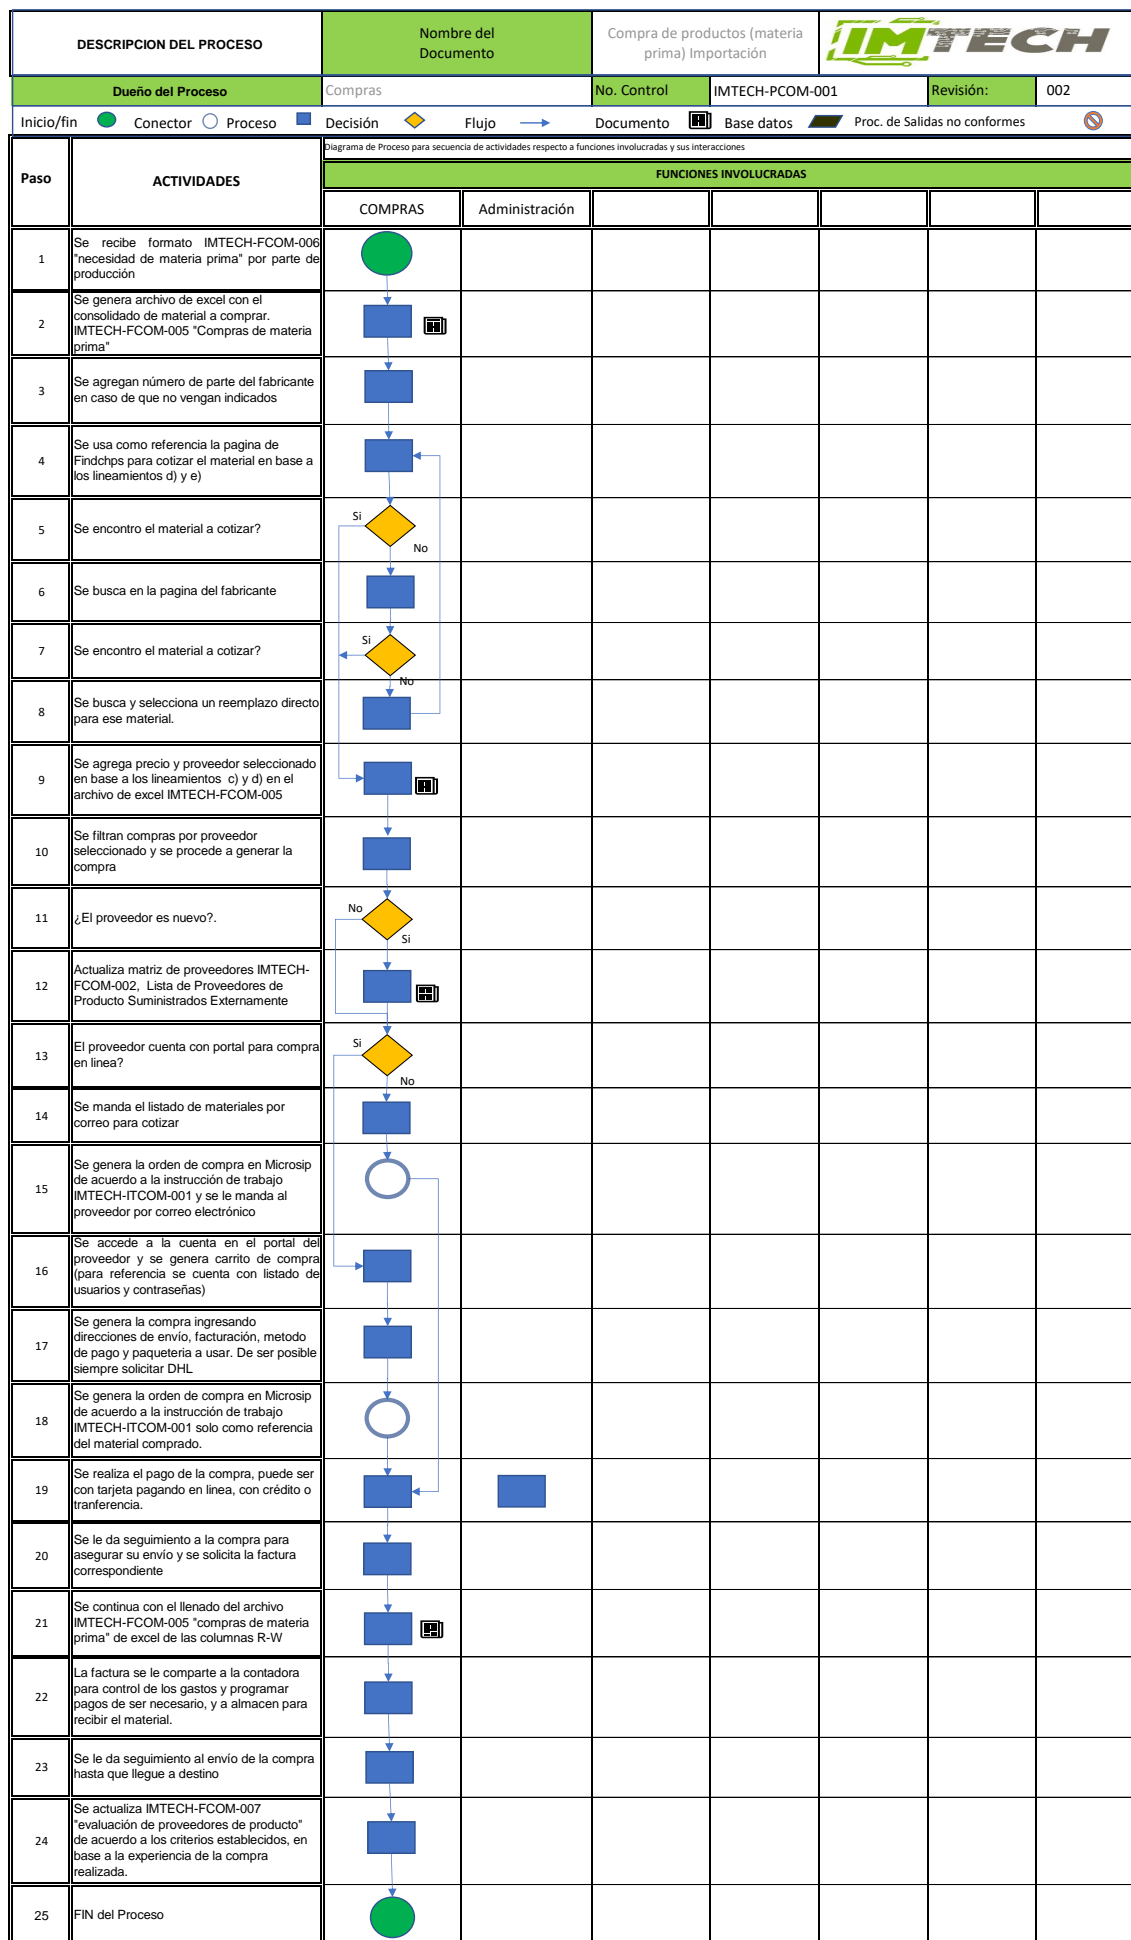 DESCRIPCION DEL PROCESO
Nombre del
Documento
Compra de productos (materia
prima) Importación
IMTECH
Dueño del Proceso
Compras
No. Control
IMTECH-PCOM-001
Revisión:
002
Inicio/fin
Conector
Proceso
Decisión
Flujo
Documento
Base datos
Proc. de Salidas no conformes
Paso
ACTIVIDADES
Diagrama de Proceso para secuencia de actividades respecto a funciones involucradas y sus interacciones
FUNCIONES INVOLUCRADAS
COMPRAS
Administración
1
Se recibe formato IMTECH-FCOM-006
"necesidad de materia prima" por parte de
producción
2
Se genera archivo de excel con el
consolidado de material a comprar.
IMTECH-FCOM-005 "Compras de materia
prima"
3
Se agregan número de parte del fabricante
en caso de que no vengan indicados
4
Se usa como referencia la pagina de
Findchps para cotizar el material en base a
los lineamientos d) y e)
5
Se encontro el material a cotizar?
Si
No
6
Se busca en la pagina del fabricante
7
Se encontro el material a cotizar?
Si
No
8
Se busca y selecciona un reemplazo directo
para ese material.
9
Se agrega precio y proveedor seleccionado
en base a los lineamientos c) y d) en el
archivo de excel IMTECH-FCOM-005
10
Se filtran compras por proveedor
seleccionado y se procede a generar la
compra
11
¿El proveedor es nuevo?.
No
Si
12
Actualiza matriz de proveedores IMTECH-
FCOM-002, Lista de Proveedores de
Producto Suministrados Externamente
13
El proveedor cuenta con portal para compra
en linea?
Si
No
14
Se manda el listado de materiales por
correo para cotizar
15
Se genera la orden de compra en Microsip
de acuerdo a la instrucción de trabajo
IMTECH-ITCOM-001 y se le manda al
proveedor por correo electrónico
16
Se accede a la cuenta en el portal del
proveedor y se genera carrito de compra
(para referencia se cuenta con listado de
usuarios y contraseñas)
17
Se genera la compra ingresando
direcciones de envío, facturación, metodo
de pago y paqueteria a usar. De ser posible
siempre solicitar DHL
18
Se genera la orden de compra en Microsip
de acuerdo a la instrucción de trabajo
IMTECH-ITCOM-001 solo como referencia
del material comprado.
19
Se realiza el pago de la compra, puede ser
con tarjeta pagando en linea, con crédito o
tranferencia.
20
Se le da seguimiento a la compra para
asegurar su envío y se solicita la factura
correspondiente
21
Se continua con el llenado del archivo
IMTECH-FCOM-005 "compras de materia
prima" de excel de las columnas R-W
22
La factura se le comparte a la contadora
para control de los gastos y programar
pagos de ser necesario, y a almacen para
recibir el material.
23
Se le da seguimiento al envío de la compra
hasta que llegue a destino
24
Se actualiza IMTECH-FCOM-007
"evaluación de proveedores de producto"
de acuerdo a los criterios establecidos, en
base a la experiencia de la compra
realizada.
25
FIN del Proceso